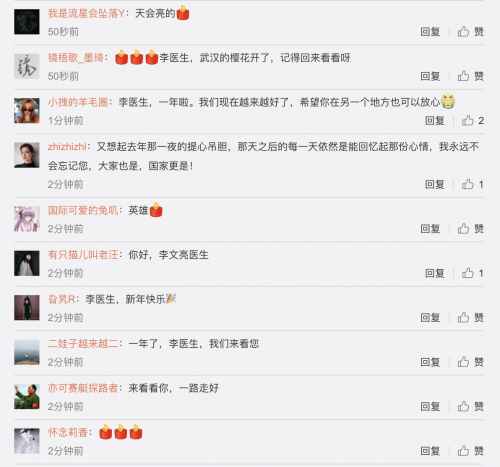 我是流星会坠落Y：天会亮的🕯️
50秒前
回复 赞
镜梧歌_墨琦：🕯️🕯️🕯️李医生，武汉的樱花开了，记得回来看看呀
50秒前
回复 赞
小拽的羊毛圈：李医生，一年啦。我们现在越来越好了，希望你在另一个地方也可以放心😭
1分钟前
回复 2
zhizhizhl：又想起去年那一夜的提心吊胆，那天之后的每一天依然是能回忆起那份心情，我永远不
会忘记您，大家也是，国家更是！
2分钟前
回复 1
国际可爱的兔叽：英雄🕯️
2分钟前
回复 赞
有只猫儿叫老汪：你好，李文亮医生
2分钟前
回复 1
旮旯R：李医生，新年快乐🎉
2分钟前
回复 赞
二娃子越来越二：一年了，李医生，我们来看您
2分钟前
回复 赞
亦可赛艇探路者：来看看你，一路走好
2分钟前
回复 赞
怀念莉香：🕯️🕯️🕯️
2分钟前
回复 赞